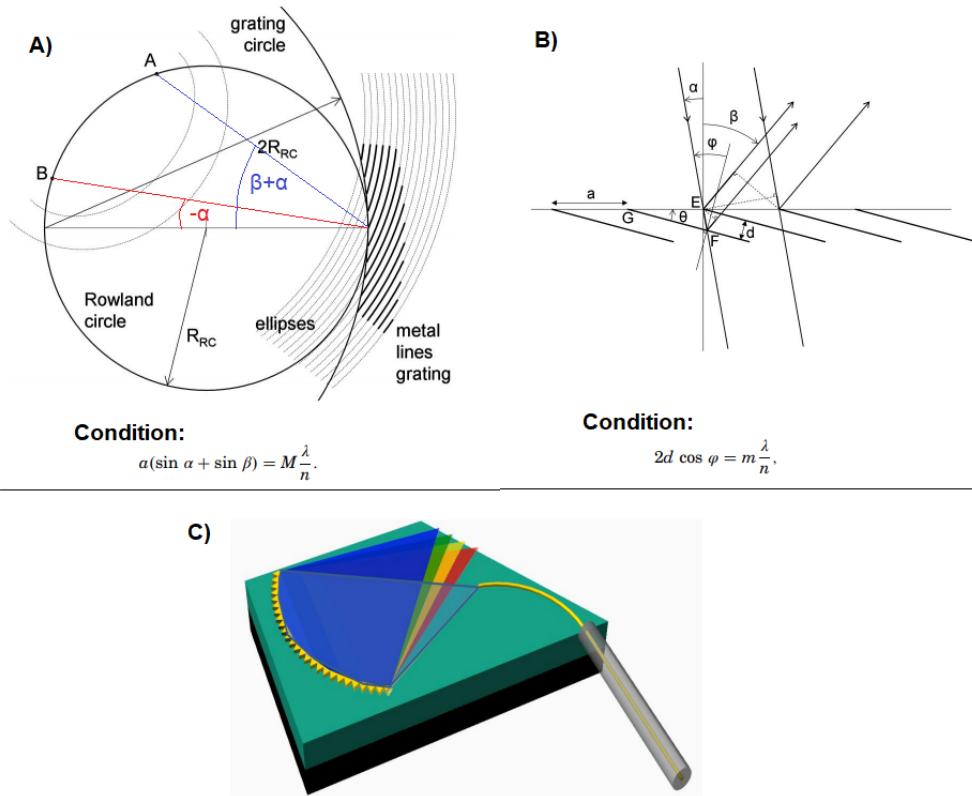 A)
grating
circle
A
2R_RC
B
β+α
-α
Rowland
circle
R_RC
ellipses
metal
lines
grating
Condition:
a(sin α + sin β) = M λ/n.
B)
α
β
φ
a
E
G
θ
d
F
Condition:
2d cos φ = m λ/n,
C)